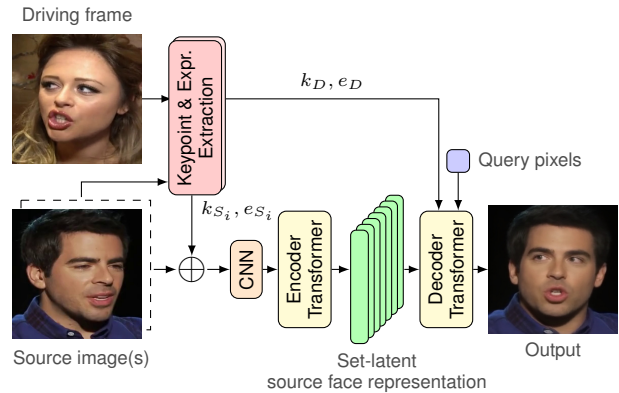 Driving frame
Keypoint & Expr.
Extraction
k_D, e_D
Query pixels
k_{S_i}, e_{S_i}
CNN
Encoder
Transformer
Decoder
Transformer
Source image(s)
Set-latent
source face representation
Output